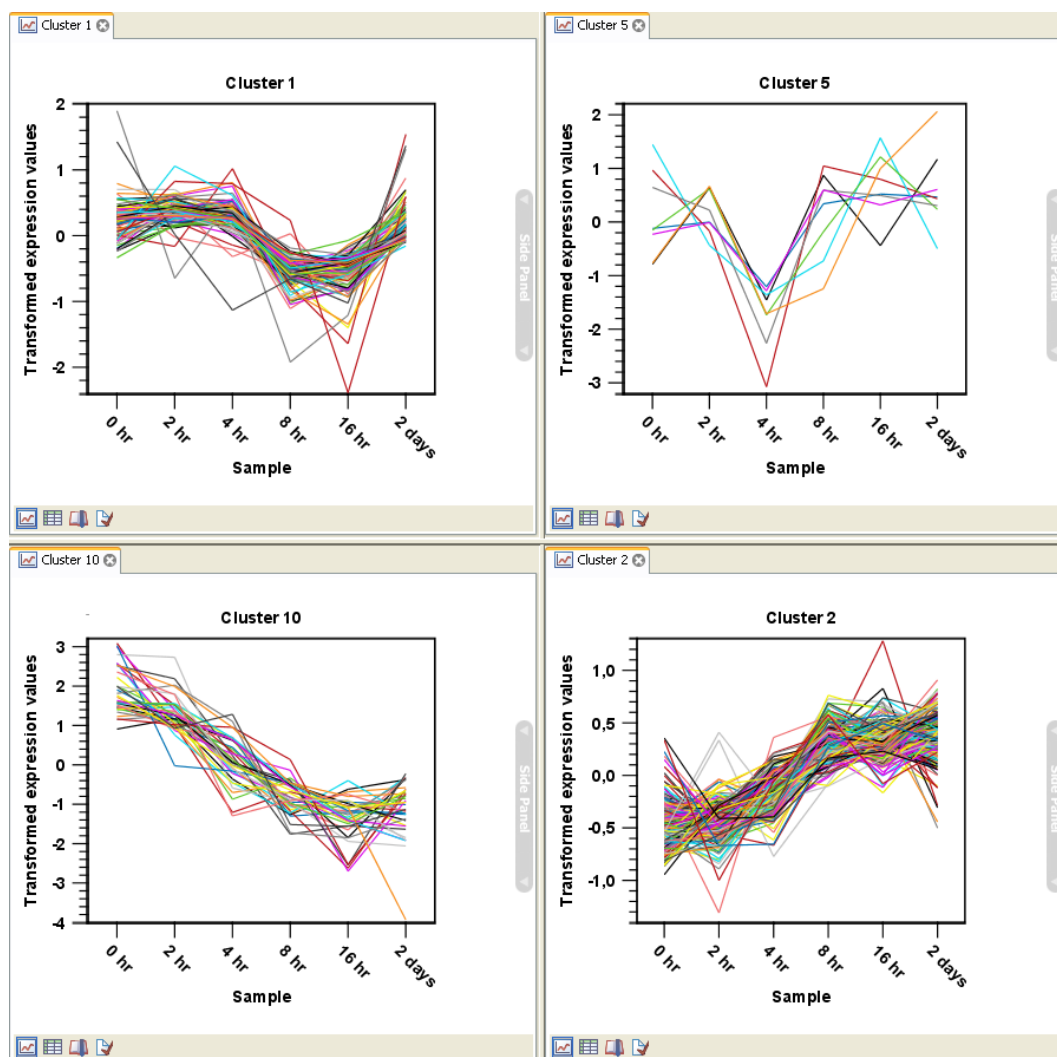 Cluster 1
Cluster 1
Transformed expression values
2
1
0
-1
-2
0 hr
2 hr
4 hr
8 hr
16 hr
2 days
Sample
Side Panel
Cluster 5
Cluster 5
Transformed expression values
2
1
0
-1
-2
-3
0 hr
2 hr
4 hr
8 hr
16 hr
2 days
Sample
Side Panel
Cluster 10
Cluster 10
Transformed expression values
3
2
1
0
-1
-2
-3
-4
0 hr
2 hr
4 hr
8 hr
16 hr
2 days
Sample
Side Panel
Cluster 2
Cluster 2
Transformed expression values
1,0
0,5
0,0
-0,5
-1,0
0 hr
2 hr
4 hr
8 hr
16 hr
2 days
Sample
Side Panel